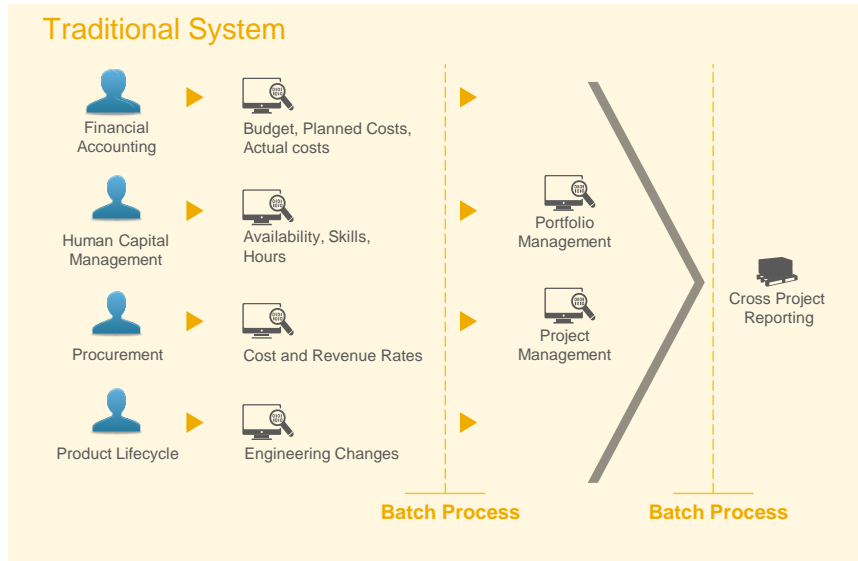 Traditional System
Financial
Accounting
Budget, Planned Costs,
Actual costs
Human Capital
Management
Availability, Skills,
Hours
Portfolio
Management
Procurement
Cost and Revenue Rates
Project
Management
Cross Project
Reporting
Product Lifecycle
Engineering Changes
Batch Process
Batch Process